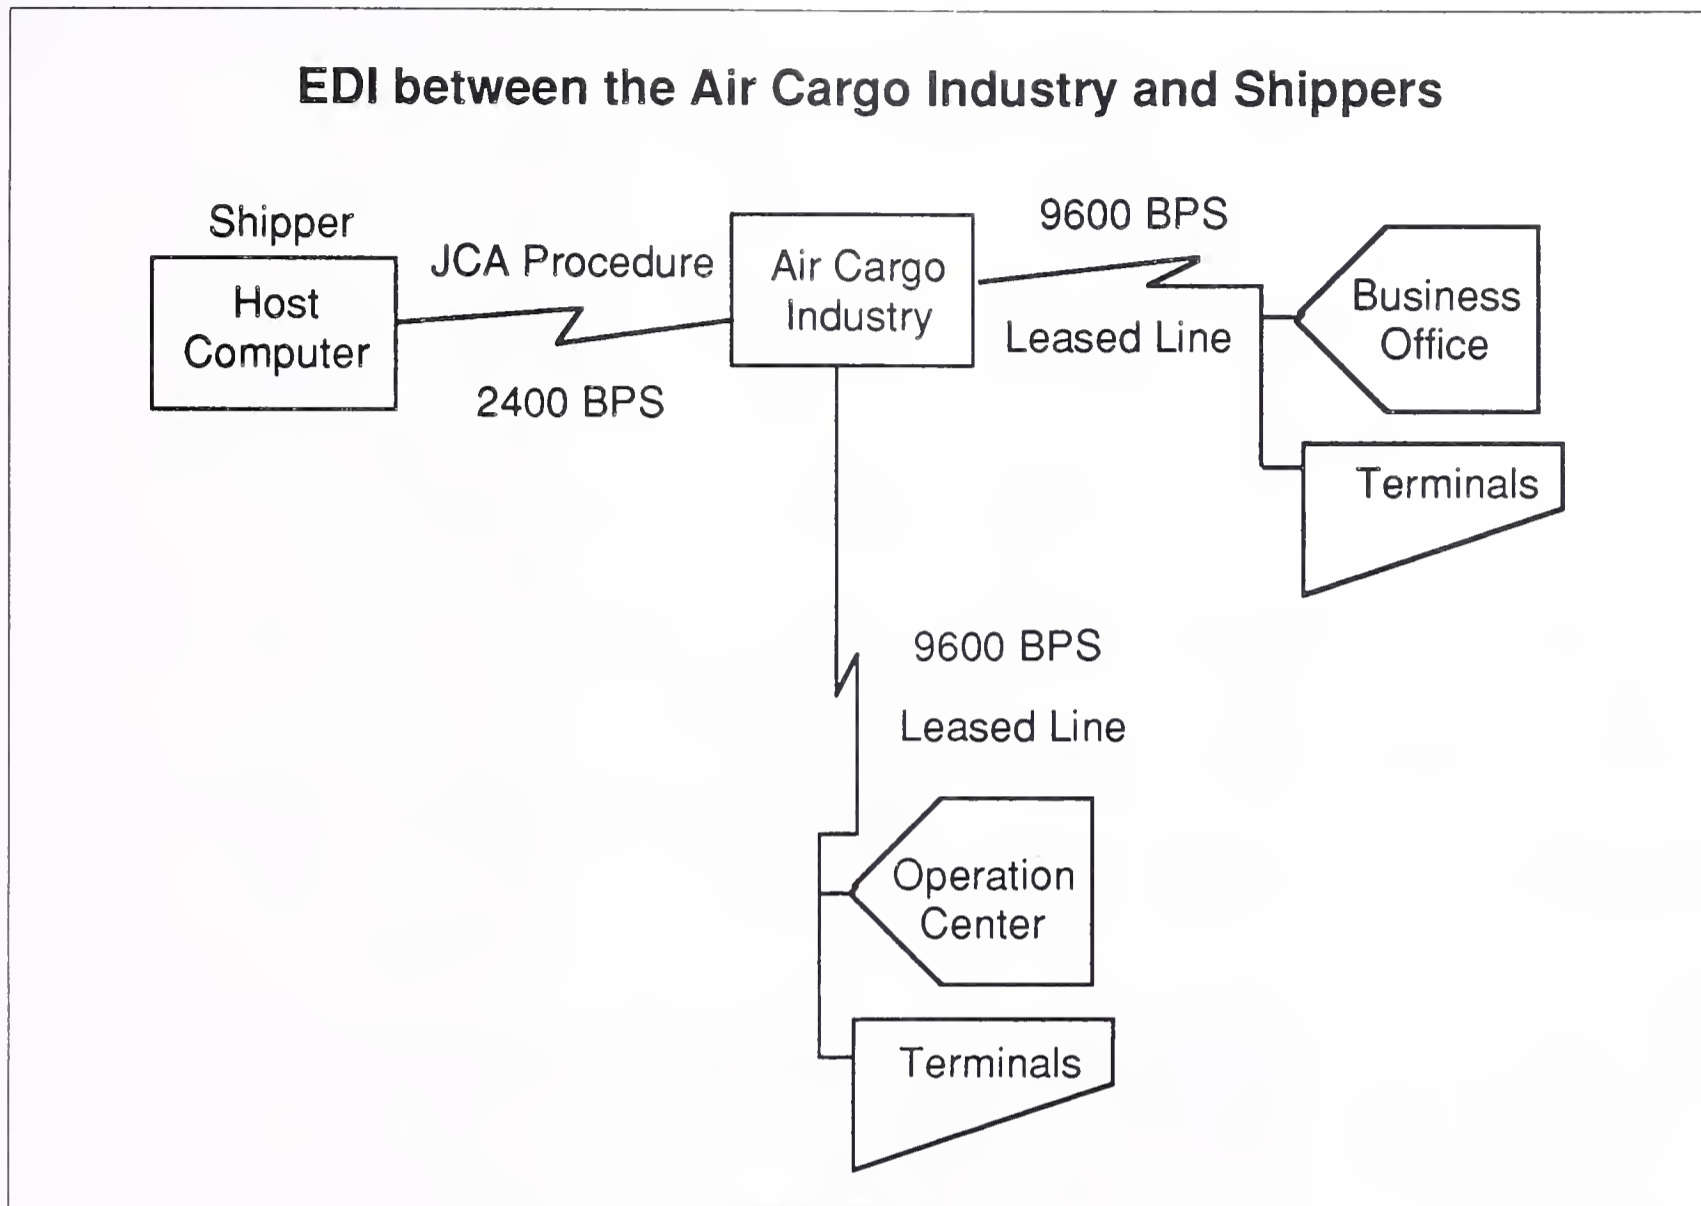 EDI between the Air Cargo Industry and Shippers
Shipper
Host
Computer
JCA Procedure
2400 BPS
Air Cargo
Industry
9600 BPS
Leased Line
Business
Office
Terminals
9600 BPS
Leased Line
Operation
Center
Terminals